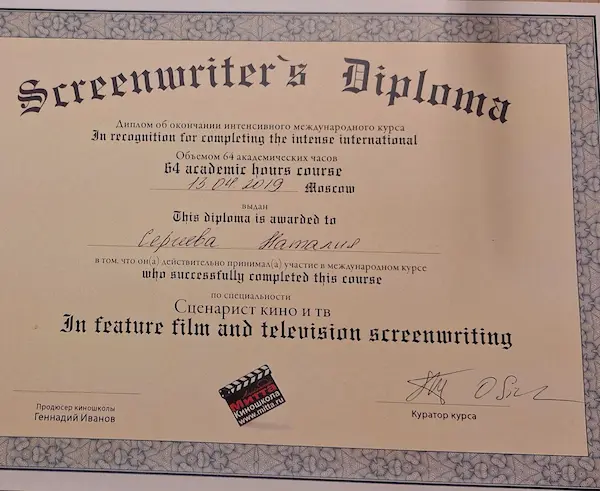 Screenwriter`s Diploma
Диплом об окончании интенсивного международного курса
In recognition for completing the intense international
Объемом 64 академических часов
64 academic hours course
13 04 2019 Moscow
выдан
This diploma is awarded to
Сергеева Наталия
в том, что он(а) действительно принимал(а) участие в международном курсе
who successfully completed this course
по специальности
Сценарист кино и тв
In feature film and television screenwriting
Митта
Киношкола
www.mitta.ru
Продюсер киношколы
Геннадий Иванов
Куратор курса